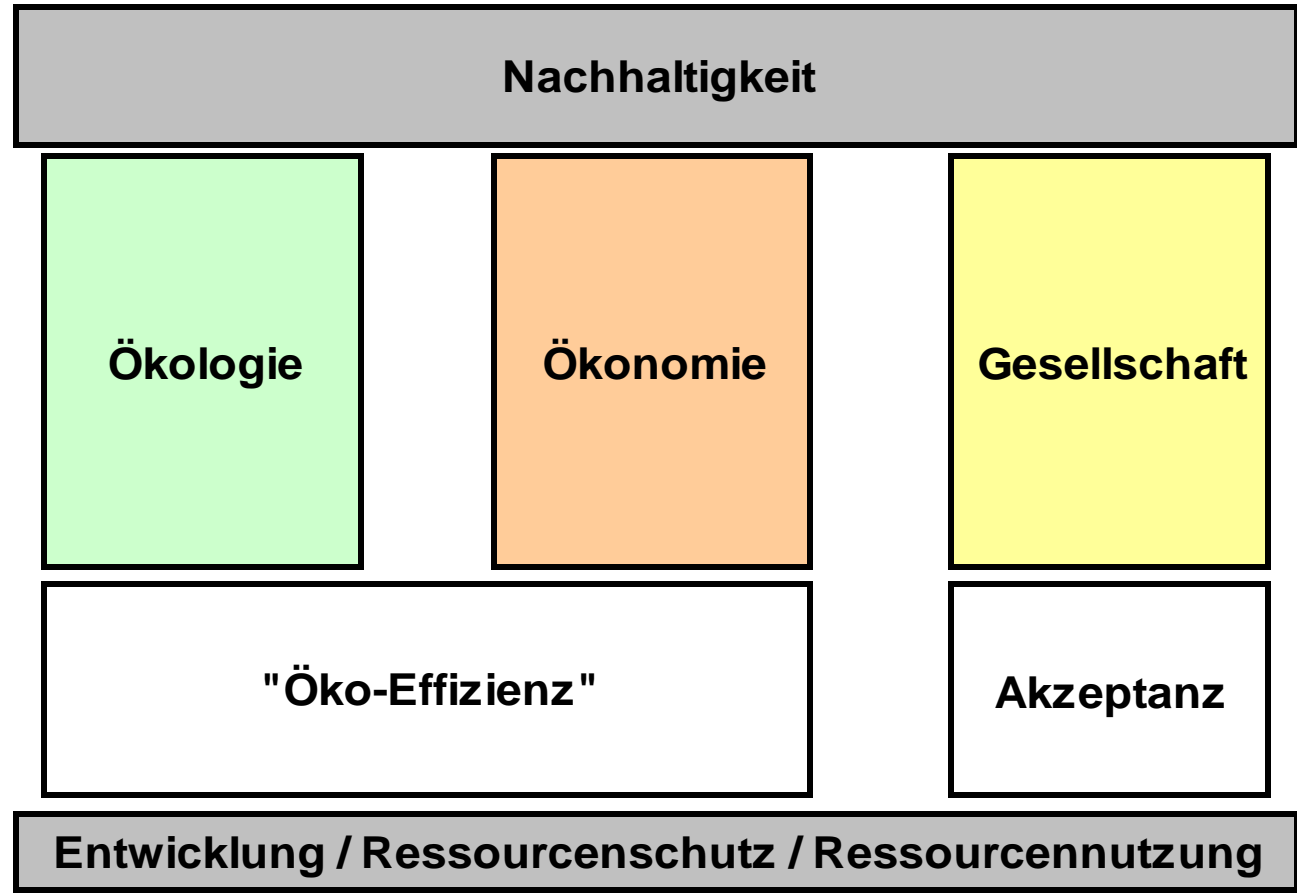 Nachhaltigkeit
Ökologie
Ökonomie
Gesellschaft
"Öko-Effizienz"
Akzeptanz
Entwicklung / Ressourcenschutz / Ressourcennutzung